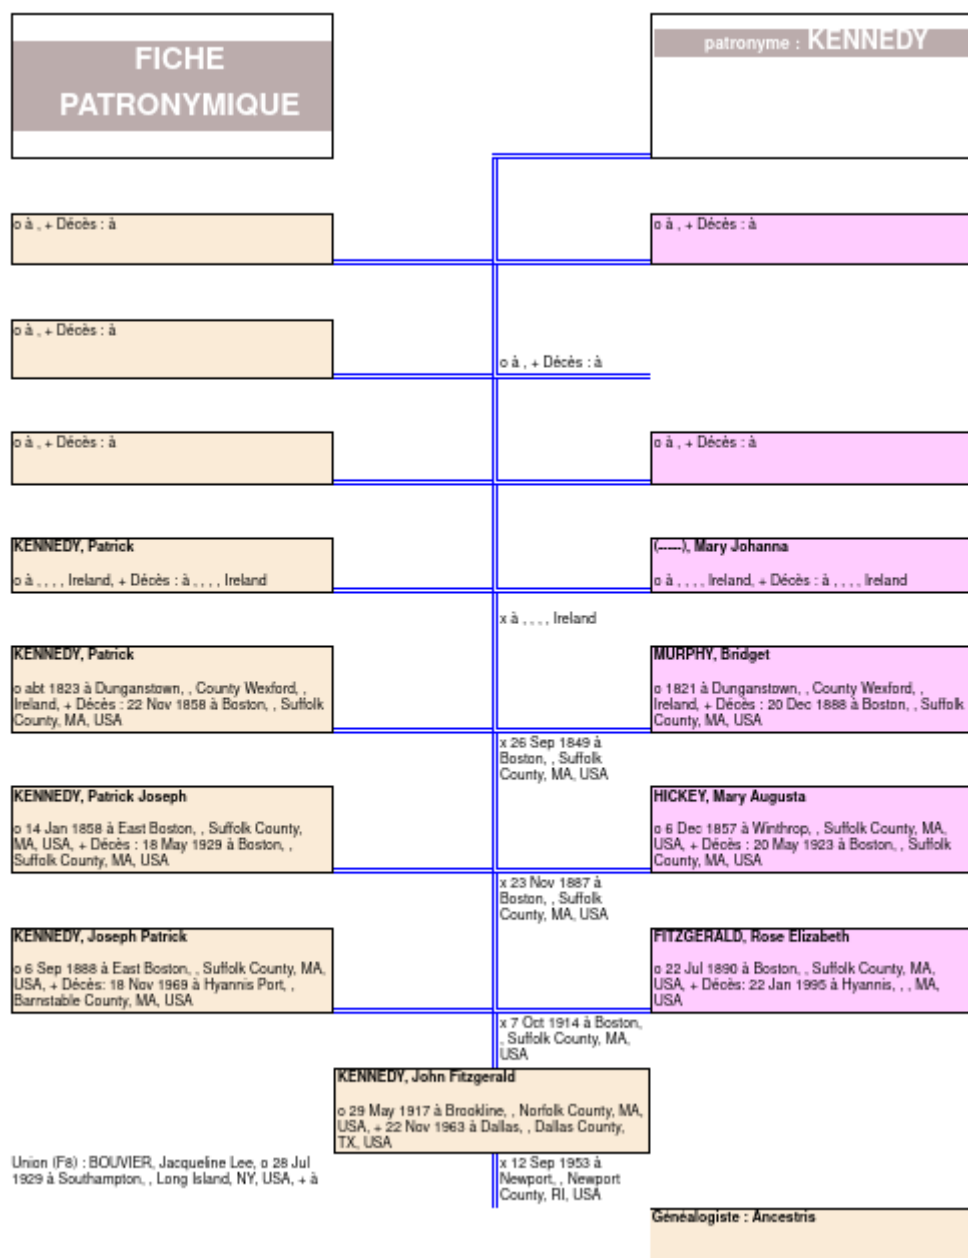 FICHE
PATRONYMIQUE
patronyme : KENNEDY
o à , + Décès : à
o à , + Décès : à
o à , + Décès : à
o à , + Décès : à
o à , + Décès : à
o à , + Décès : à
KENNEDY, Patrick
o à , , , , Ireland, + Décès : à , , , , Ireland
(-----), Mary Johanna
o à , , , , Ireland, + Décès : à , , , , Ireland
x à , , , , Ireland
KENNEDY, Patrick
o abt 1823 à Dunganstown, , County Wexford, ,
Ireland, + Décès : 22 Nov 1858 à Boston, , Suffolk
County, MA, USA
MURPHY, Bridget
o 1821 à Dunganstown, , County Wexford, ,
Ireland, + Décès : 20 Dec 1888 à Boston, , Suffolk
County, MA, USA
x 26 Sep 1849 à
Boston, , Suffolk
County, MA, USA
KENNEDY, Patrick Joseph
o 14 Jan 1858 à East Boston, , Suffolk County,
MA, USA, + Décès : 18 May 1929 à Boston, ,
Suffolk County, MA, USA
HICKEY, Mary Augusta
o 6 Dec 1857 à Winthrop, , Suffolk County, MA,
USA, + Décès : 20 May 1923 à Boston, , Suffolk
County, MA, USA
x 23 Nov 1887 à
Boston, , Suffolk
County, MA, USA
KENNEDY, Joseph Patrick
o 6 Sep 1888 à East Boston, , Suffolk County, MA,
USA, + Décès: 18 Nov 1969 à Hyannis Port, ,
Barnstable County, MA, USA
FITZGERALD, Rose Elizabeth
o 22 Jul 1890 à Boston, , Suffolk County, MA,
USA, + Décès: 22 Jan 1995 à Hyannis, , , MA,
USA
x 7 Oct 1914 à Boston,
, Suffolk County, MA,
USA
KENNEDY, John Fitzgerald
o 29 May 1917 à Brookline, , Norfolk County, MA,
USA, + 22 Nov 1963 à Dallas, , Dallas County,
TX, USA
Union (F8) : BOUVIER, Jacqueline Lee, o 28 Jul
1929 à Southampton, , Long Island, NY, USA, + à
x 12 Sep 1953 à
Newport, , Newport
County, RI, USA
Généalogiste : Ancestris